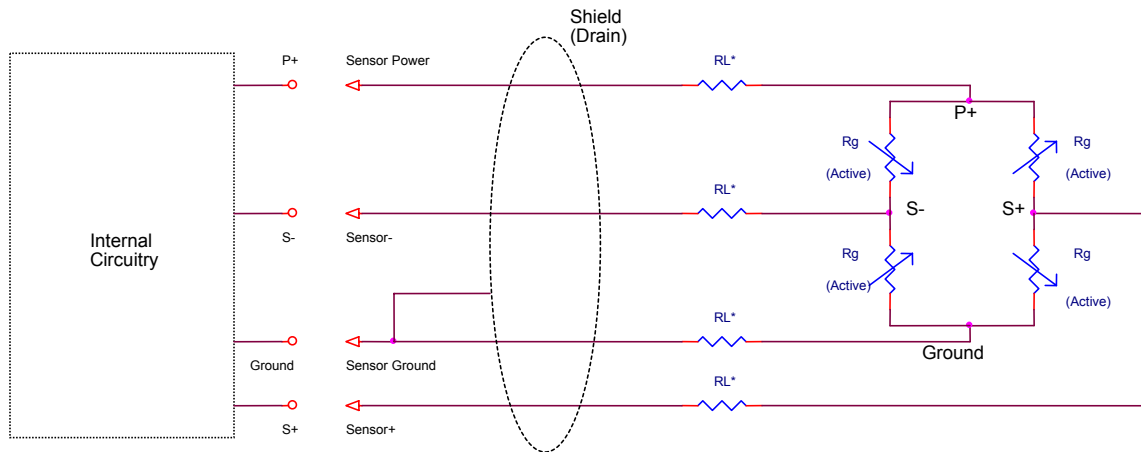 Shield
(Drain)
P+
Sensor Power
RL*
P+
Rg
(Active)
Rg
(Active)
RL*
S-
S+
S-
Sensor-
Internal
Circuitry
Rg
(Active)
Rg
(Active)
RL*
Ground
Ground
Sensor Ground
RL*
S+
Sensor+